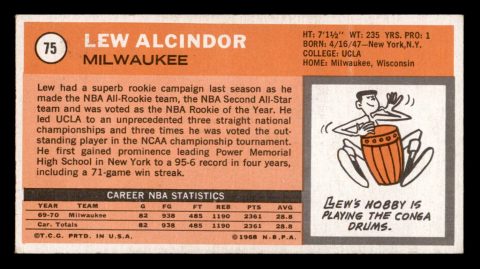 75
LEW ALCINDOR
MILWAUKEE
HT: 7'1½" WT: 235 YRS. PRO: 1
BORN: 4/16/47—New York, N.Y.
COLLEGE: UCLA
HOME: Milwaukee, Wisconsin
Lew had a superb rookie campaign last season as he
made the NBA All-Rookie team, the NBA Second All-Star
team and was voted as the NBA Rookie of the Year. He
led UCLA to an unprecedented three straight national
championships and three times he was voted the out-
standing player in the NCAA championship tournament.
He first gained prominence leading Power Memorial
High School in New York to a 95-6 record in four years,
including a 71-game win streak.
CAREER NBA STATISTICS
YEAR TEAM G FG FT REB PTS AVG
69-70 Milwaukee 82 938 485 1190 2361 28.8
Car. Totals 82 938 485 1190 2361 28.8
©T.C.G. PRTD. IN U.S.A. ©1968 N.B.P.A.
LEW'S HOBBY IS
PLAYING THE CONGA
DRUMS.